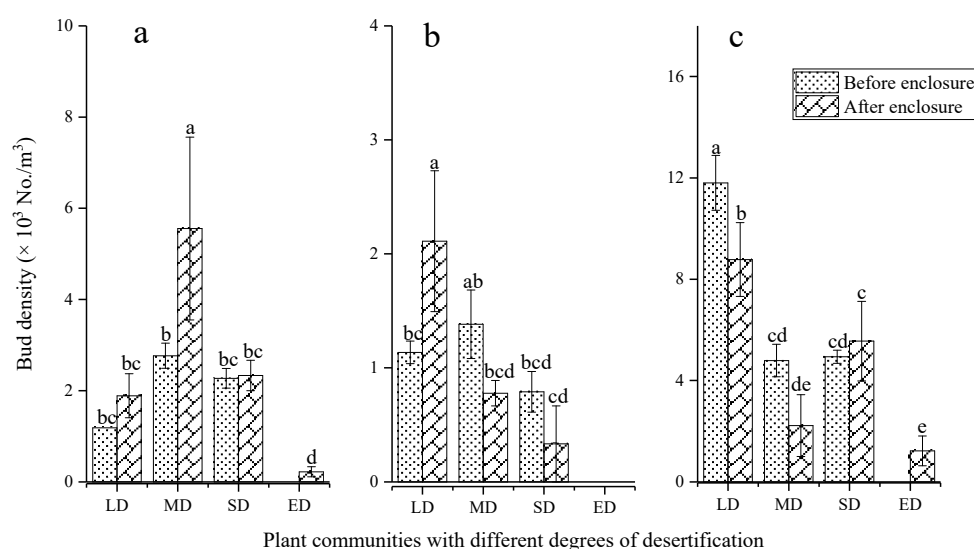 a
b
c
Before enclosure
After enclosure
Bud density (× 10³ No./m³)
10
8
6
4
2
0
bc
bc
b
a
bc
bc
d
LD
MD
SD
ED
4
3
2
1
0
bc
a
ab
bcd
bcd
cd
LD
MD
SD
ED
16
12
8
4
0
a
b
cd
de
cd
c
e
LD
MD
SD
ED
Plant communities with different degrees of desertification